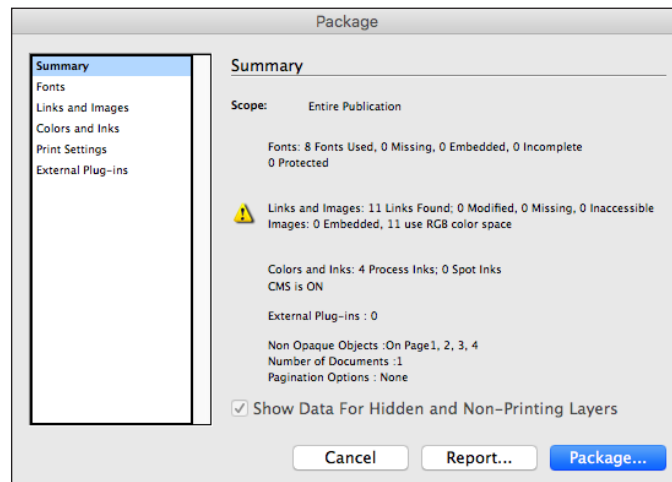 Package
Summary
Fonts
Links and Images
Colors and Inks
Print Settings
External Plug-ins
Summary
Scope: Entire Publication
Fonts: 8 Fonts Used, 0 Missing, 0 Embedded, 0 Incomplete
0 Protected
Links and Images: 11 Links Found; 0 Modified, 0 Missing, 0 Inaccessible
Images: 0 Embedded, 11 use RGB color space
Colors and Inks: 4 Process Inks; 0 Spot Inks
CMS is ON
External Plug-ins : 0
Non Opaque Objects :On Page1, 2, 3, 4
Number of Documents :1
Pagination Options : None
Show Data For Hidden and Non-Printing Layers
Cancel Report... Package...